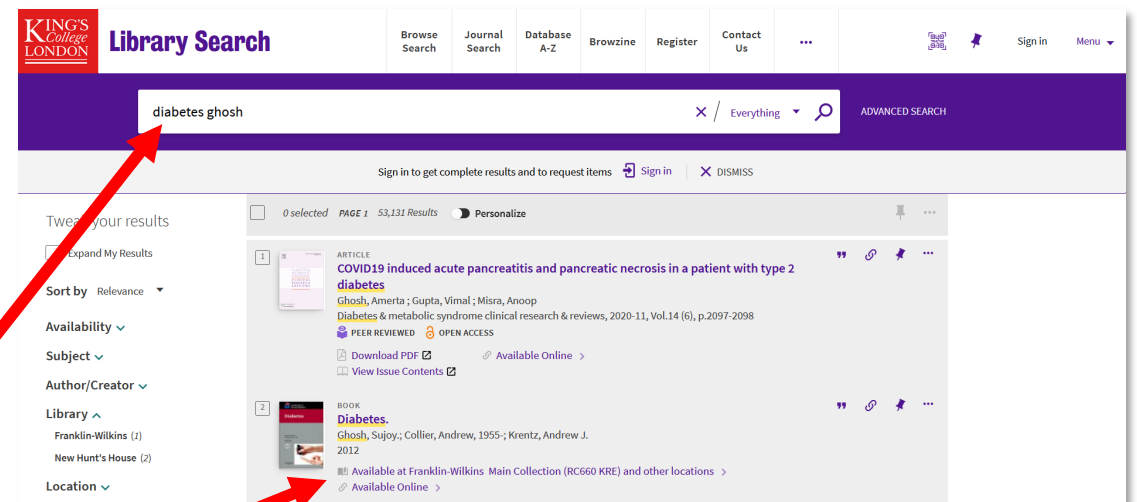 KING'S
College
LONDON
Library Search
Browse
Search
Journal
Search
Database
A-Z
Browzine
Register
Contact
Us
Sign in
Menu
diabetes ghosh
Everything
ADVANCED SEARCH
Sign in to get complete results and to request items Sign in DISMISS
your results
0 selected PAGE 1 53,131 Results Personalize
Expand My Results
Sort by Relevance
Availability
Subject
Author/Creator
Library
Franklin-Wilkins (1)
New Hunt's House (2)
Location
1
ARTICLE
COVID19 induced acute pancreatitis and pancreatic necrosis in a patient with type 2
diabetes
Ghosh, Amerta ; Gupta, Vimal ; Misra, Anoop
Diabetes & metabolic syndrome clinical research & reviews, 2020-11, Vol.14 (6), p.2097-2098
PEER REVIEWED OPEN ACCESS
Download PDF Available Online
View Issue Contents
2
BOOK
Diabetes.
Ghosh, Sujoy.; Collier, Andrew, 1955-; Krentz, Andrew J.
2012
Available at Franklin-Wilkins Main Collection (RC660 KRE) and other locations
Available Online